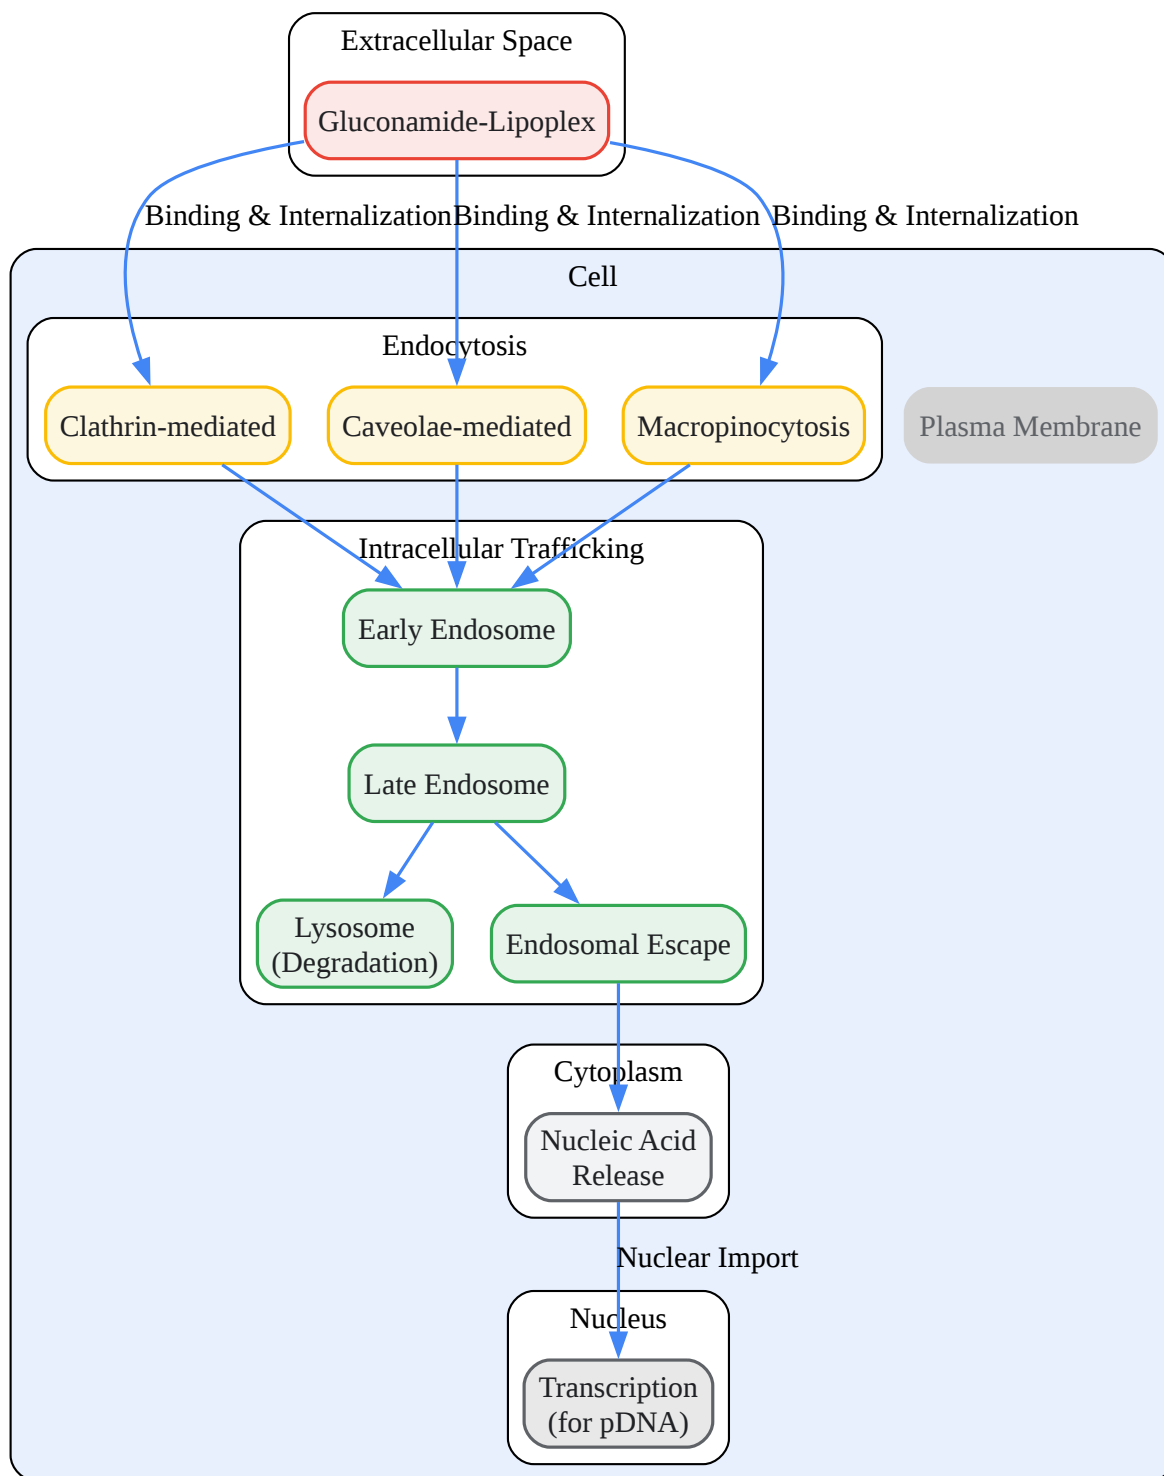 Extracellular Space
Gluconamide-Lipoplex
Binding & Internalization
Binding & Internalization
Binding & Internalization
Cell
Endocytosis
Clathrin-mediated
Caveolae-mediated
Macropinocytosis
Plasma Membrane
Intracellular Trafficking
Early Endosome
Late Endosome
Lysosome
(Degradation)
Endosomal Escape
Cytoplasm
Nucleic Acid
Release
Nuclear Import
Nucleus
Transcription
(for pDNA)